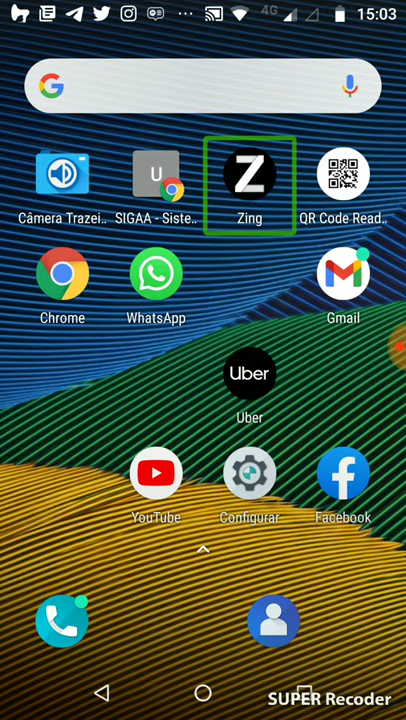 4G 15:03
Câmera Trazei.. SIGAA - Siste.. Zing QR Code Read..
Chrome WhatsApp Gmail
Uber
Uber
YouTube Configurar Facebook
SUPER Recoder